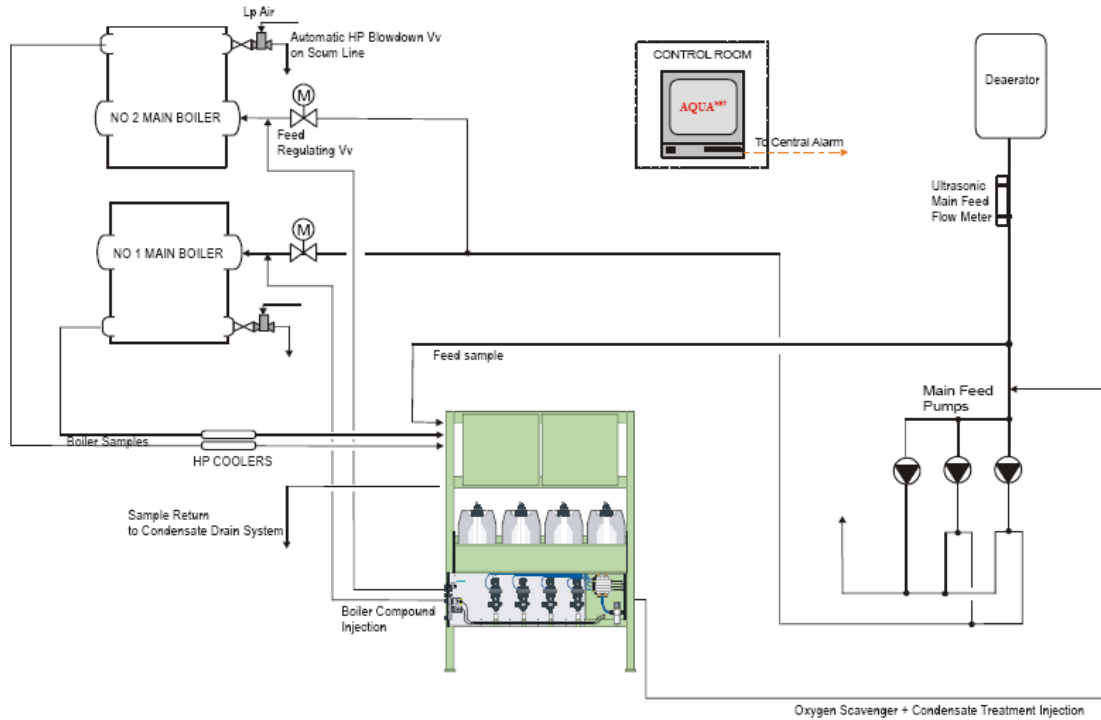 Lp Air
Automatic HP Blowdown Vv
on Scum Line
NO 2 MAIN BOILER
M
Feed
Regulating Vv
CONTROL ROOM
AQUANET
To Central Alarm
Deaerator
Ultrasonic
Main Feed
Flow Meter
M
NO 1 MAIN BOILER
Feed sample
Main Feed
Pumps
Boiler Samples
HP COOLERS
Sample Return
to Condensate Drain System
Boiler Compound
Injection
Oxygen Scavenger + Condensate Treatment Injection